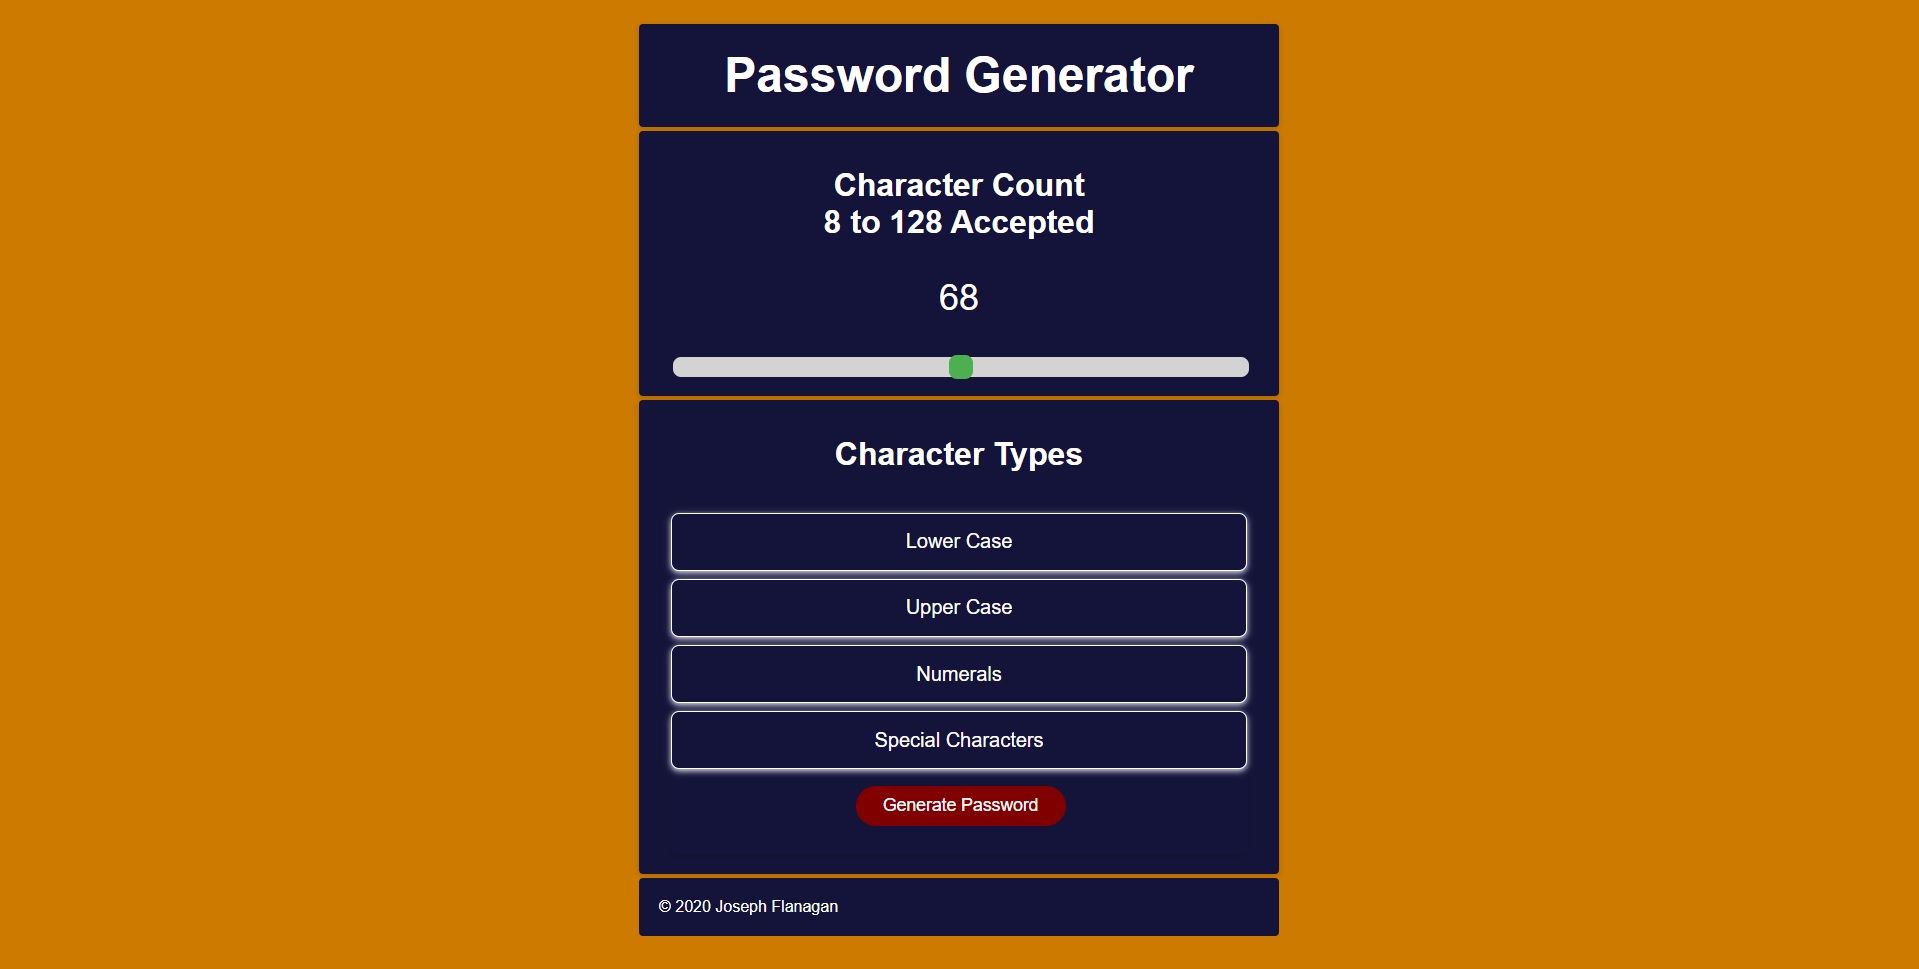 Password Generator
Character Count
8 to 128 Accepted
68
Character Types
Lower Case
Upper Case
Numerals
Special Characters
Generate Password
© 2020 Joseph Flanagan